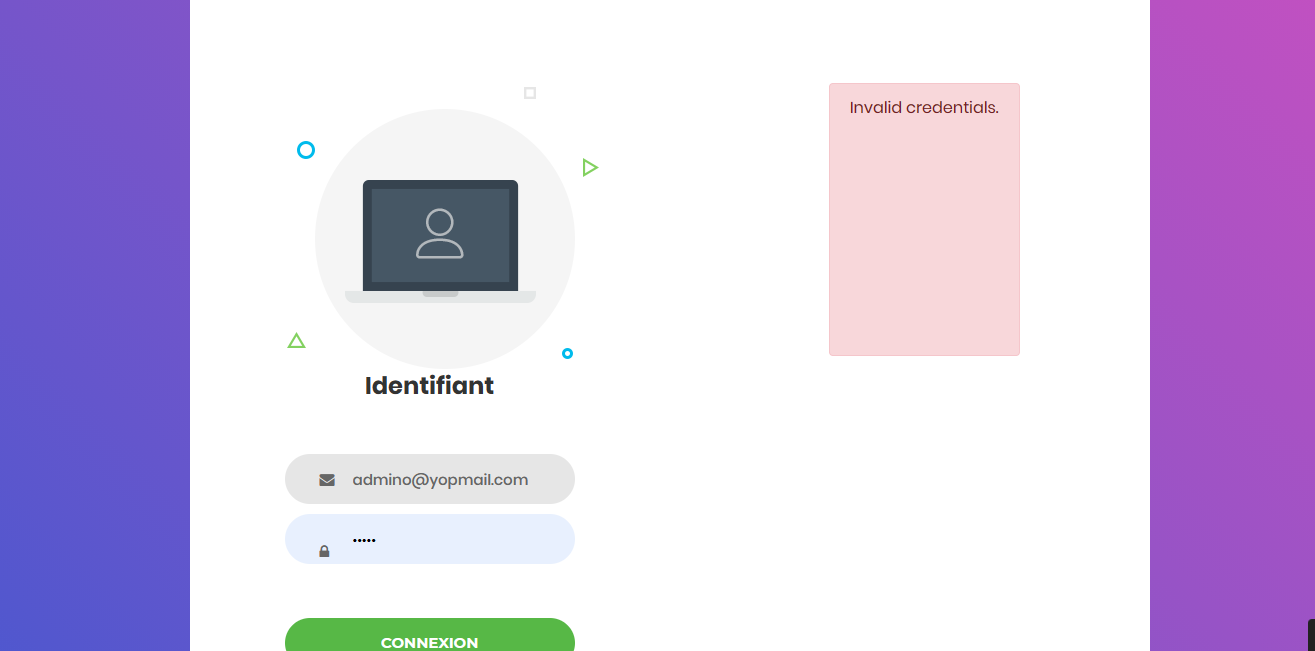 Invalid credentials.
Identifiant
admino@yopmail.com
•••••
CONNEXION